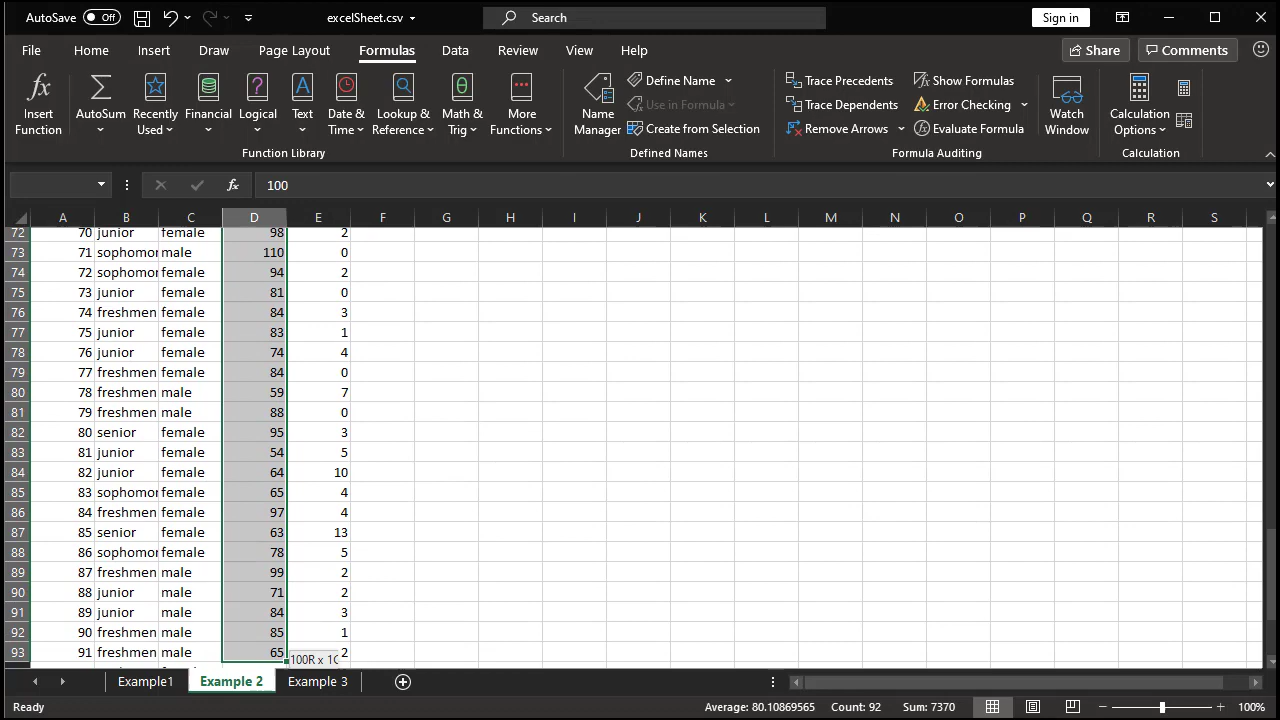 AutoSave Off excelSheet.csv Search Sign in
File Home Insert Draw Page Layout Formulas Data Review View Help Share Comments
Insert Function AutoSum Recently Used Financial Logical Text Date & Time Lookup & Reference Math & Trig More Functions
Function Library
Name Manager
Define Name
Use in Formula
Create from Selection
Defined Names
Trace Precedents Show Formulas
Trace Dependents Error Checking
Remove Arrows Evaluate Formula
Formula Auditing
Watch Window
Calculation Options
Calculation
fx 100
A B C D E F G H I J K L M N O P Q R S
72 70 junior female 98 2
73 71 sophomor male 110 0
74 72 sophomor female 94 2
75 73 junior female 81 0
76 74 freshmen female 84 3
77 75 junior female 83 1
78 76 junior female 74 4
79 77 freshmen female 84 0
80 78 freshmen male 59 7
81 79 freshmen male 88 0
82 80 senior female 95 3
83 81 junior female 54 5
84 82 junior female 64 10
85 83 sophomor female 65 4
86 84 freshmen female 97 4
87 85 senior female 63 13
88 86 sophomor female 78 5
89 87 freshmen male 99 2
90 88 junior male 71 2
91 89 junior male 84 3
92 90 freshmen male 85 1
93 91 freshmen male 65 2
100R x 1C
Example1 Example 2 Example 3
Ready Average: 80.10869565 Count: 92 Sum: 7370 100%